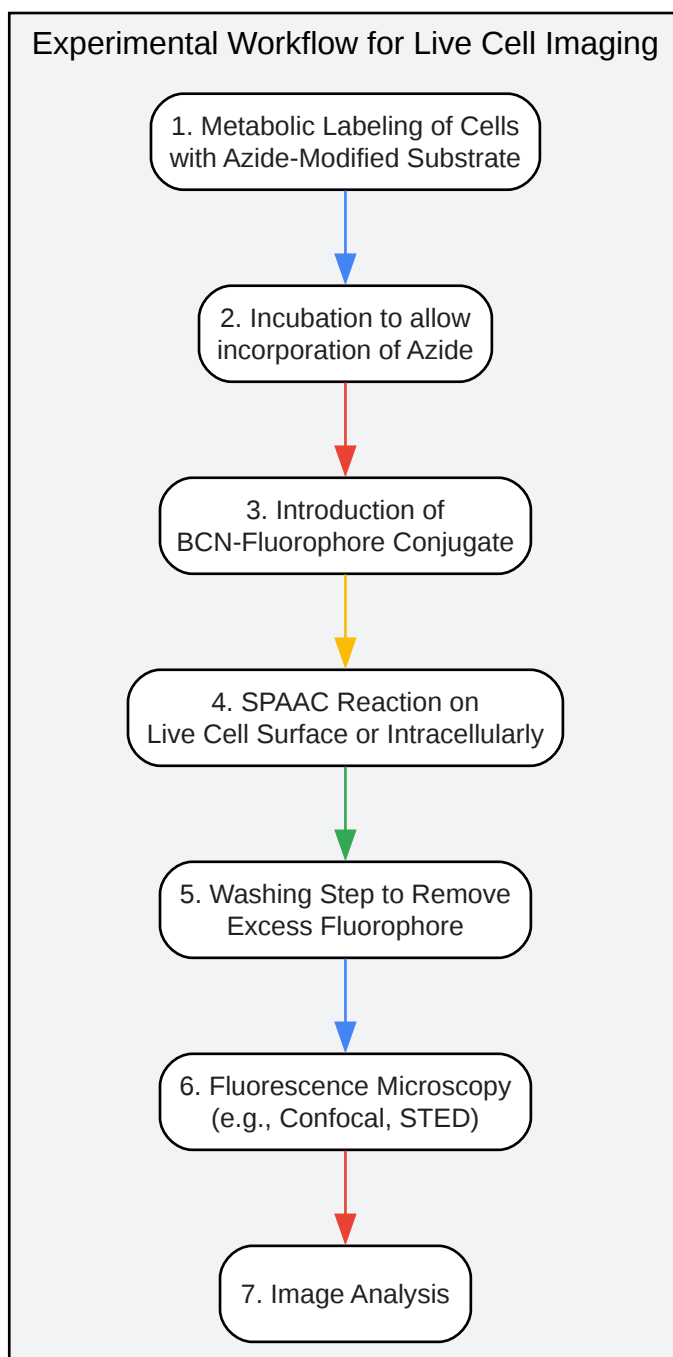 Experimental Workflow for Live Cell Imaging
1. Metabolic Labeling of Cells
with Azide-Modified Substrate
2. Incubation to allow
incorporation of Azide
3. Introduction of
BCN-Fluorophore Conjugate
4. SPAAC Reaction on
Live Cell Surface or Intracellularly
5. Washing Step to Remove
Excess Fluorophore
6. Fluorescence Microscopy
(e.g., Confocal, STED)
7. Image Analysis